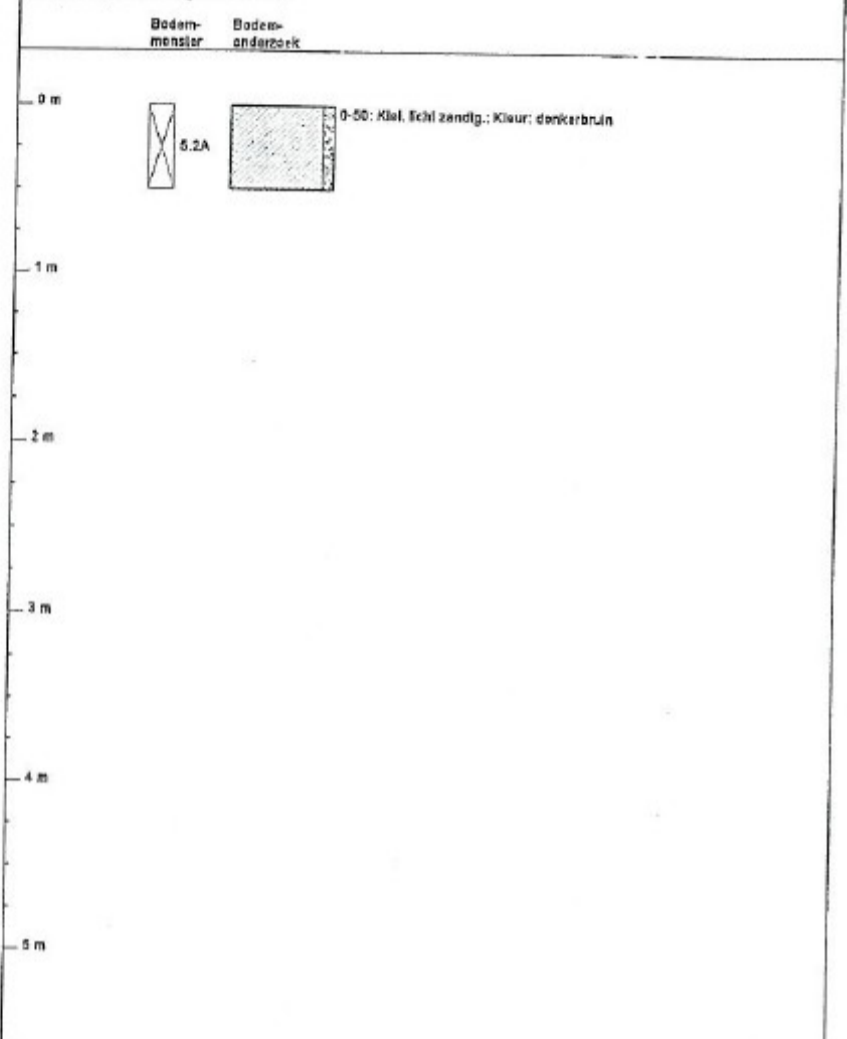 Bodem- Bodem-
monster onderzoek
0 m
5.2A
0-50: Klei, licht zandig.; Kleur: donkerbruin
1 m
2 m
3 m
4 m
5 m